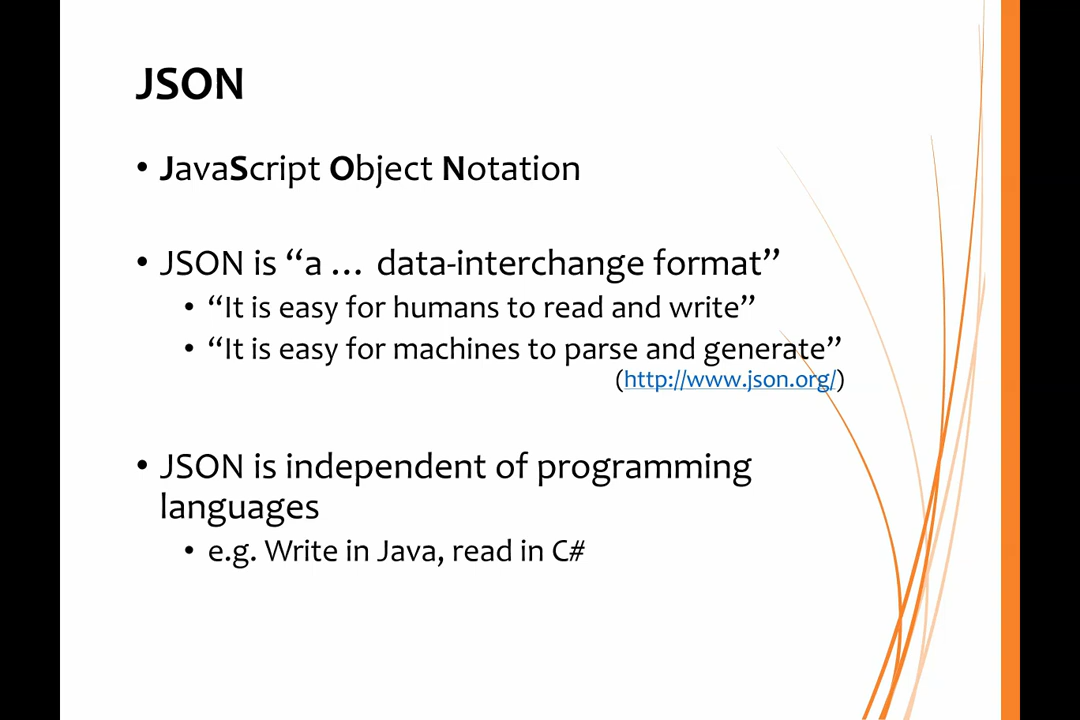 JSON
• JavaScript Object Notation
• JSON is “a … data-interchange format”
• “It is easy for humans to read and write”
• “It is easy for machines to parse and generate”
(http://www.json.org/)
• JSON is independent of programming
languages
• e.g. Write in Java, read in C#